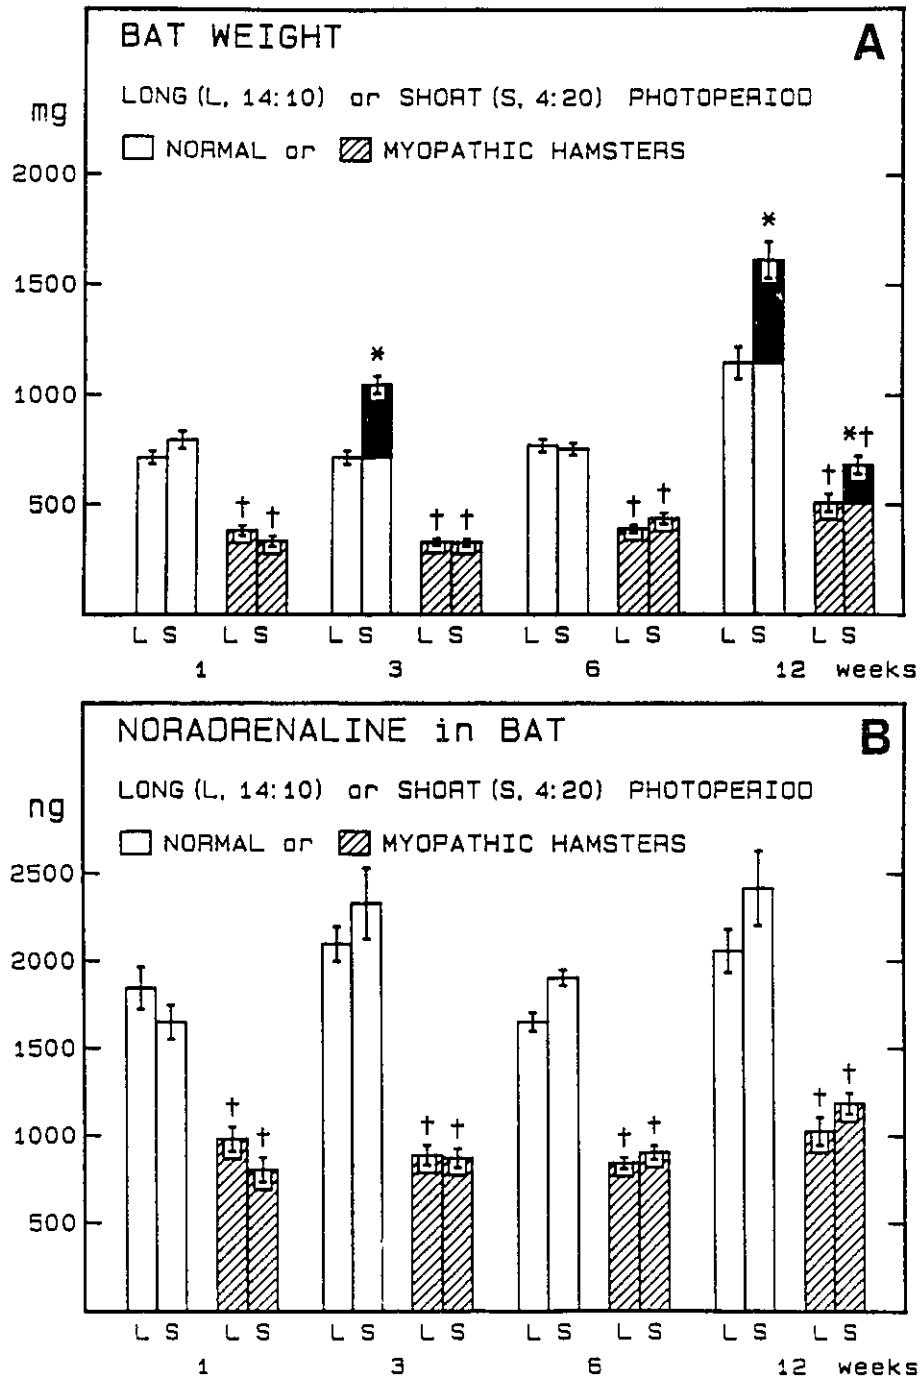 BAT WEIGHT A
LONG (L, 14:10) or SHORT (S, 4:20) PHOTOPERIOD
mg
NORMAL or MYOPATHIC HAMSTERS
2000
*
1500
*
1000
*†
†
500
† † † † † †
L S L S L S L S L S L S L S L S
1 3 6 12 weeks
NORADRENALINE in BAT B
LONG (L, 14:10) or SHORT (S, 4:20) PHOTOPERIOD
ng
NORMAL or MYOPATHIC HAMSTERS
2500
2000
1500
† † † † † † † †
1000
500
L S L S L S L S L S L S L S L S
1 3 6 12 weeks